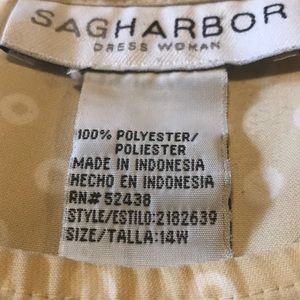 SAGHARBOR
DRESS WOMAN
100% POLYESTER/
POLIESTER
MADE IN INDONESIA
HECHO EN INDONESIA
RN# 52438
STYLE/ESTILO:2182639
SIZE/TALLA:14W